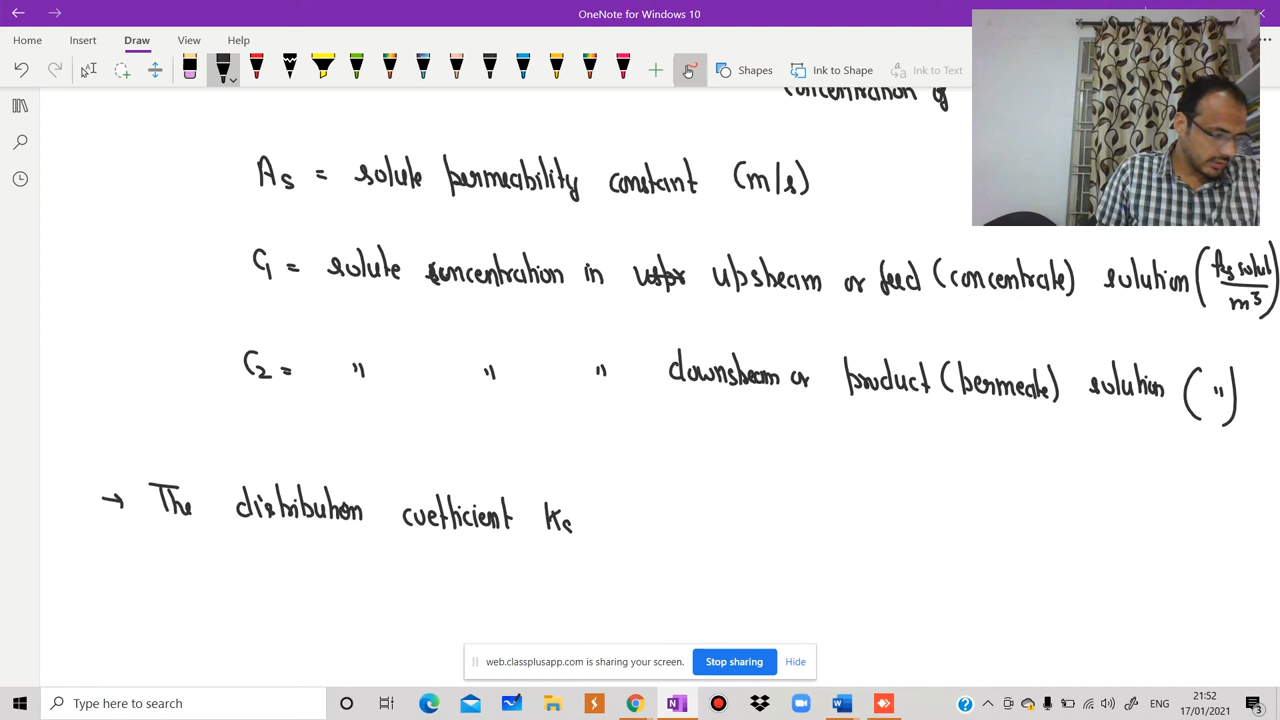 OneNote for Windows 10
Home Insert Draw View Help
Shapes Ink to Shape Ink to Text
concentration of
As = solute permeability constant (m/s)
C1 = solute concentration in upstream or feed (concentrate) solution (kg solut/m³)
C2 = " " " downstream or product (permeate) solution (")
→ The distribution coefficient Ks
web.classplusapp.com is sharing your screen. Stop sharing Hide
Type here to search
ENG
21:52
17/01/2021
3